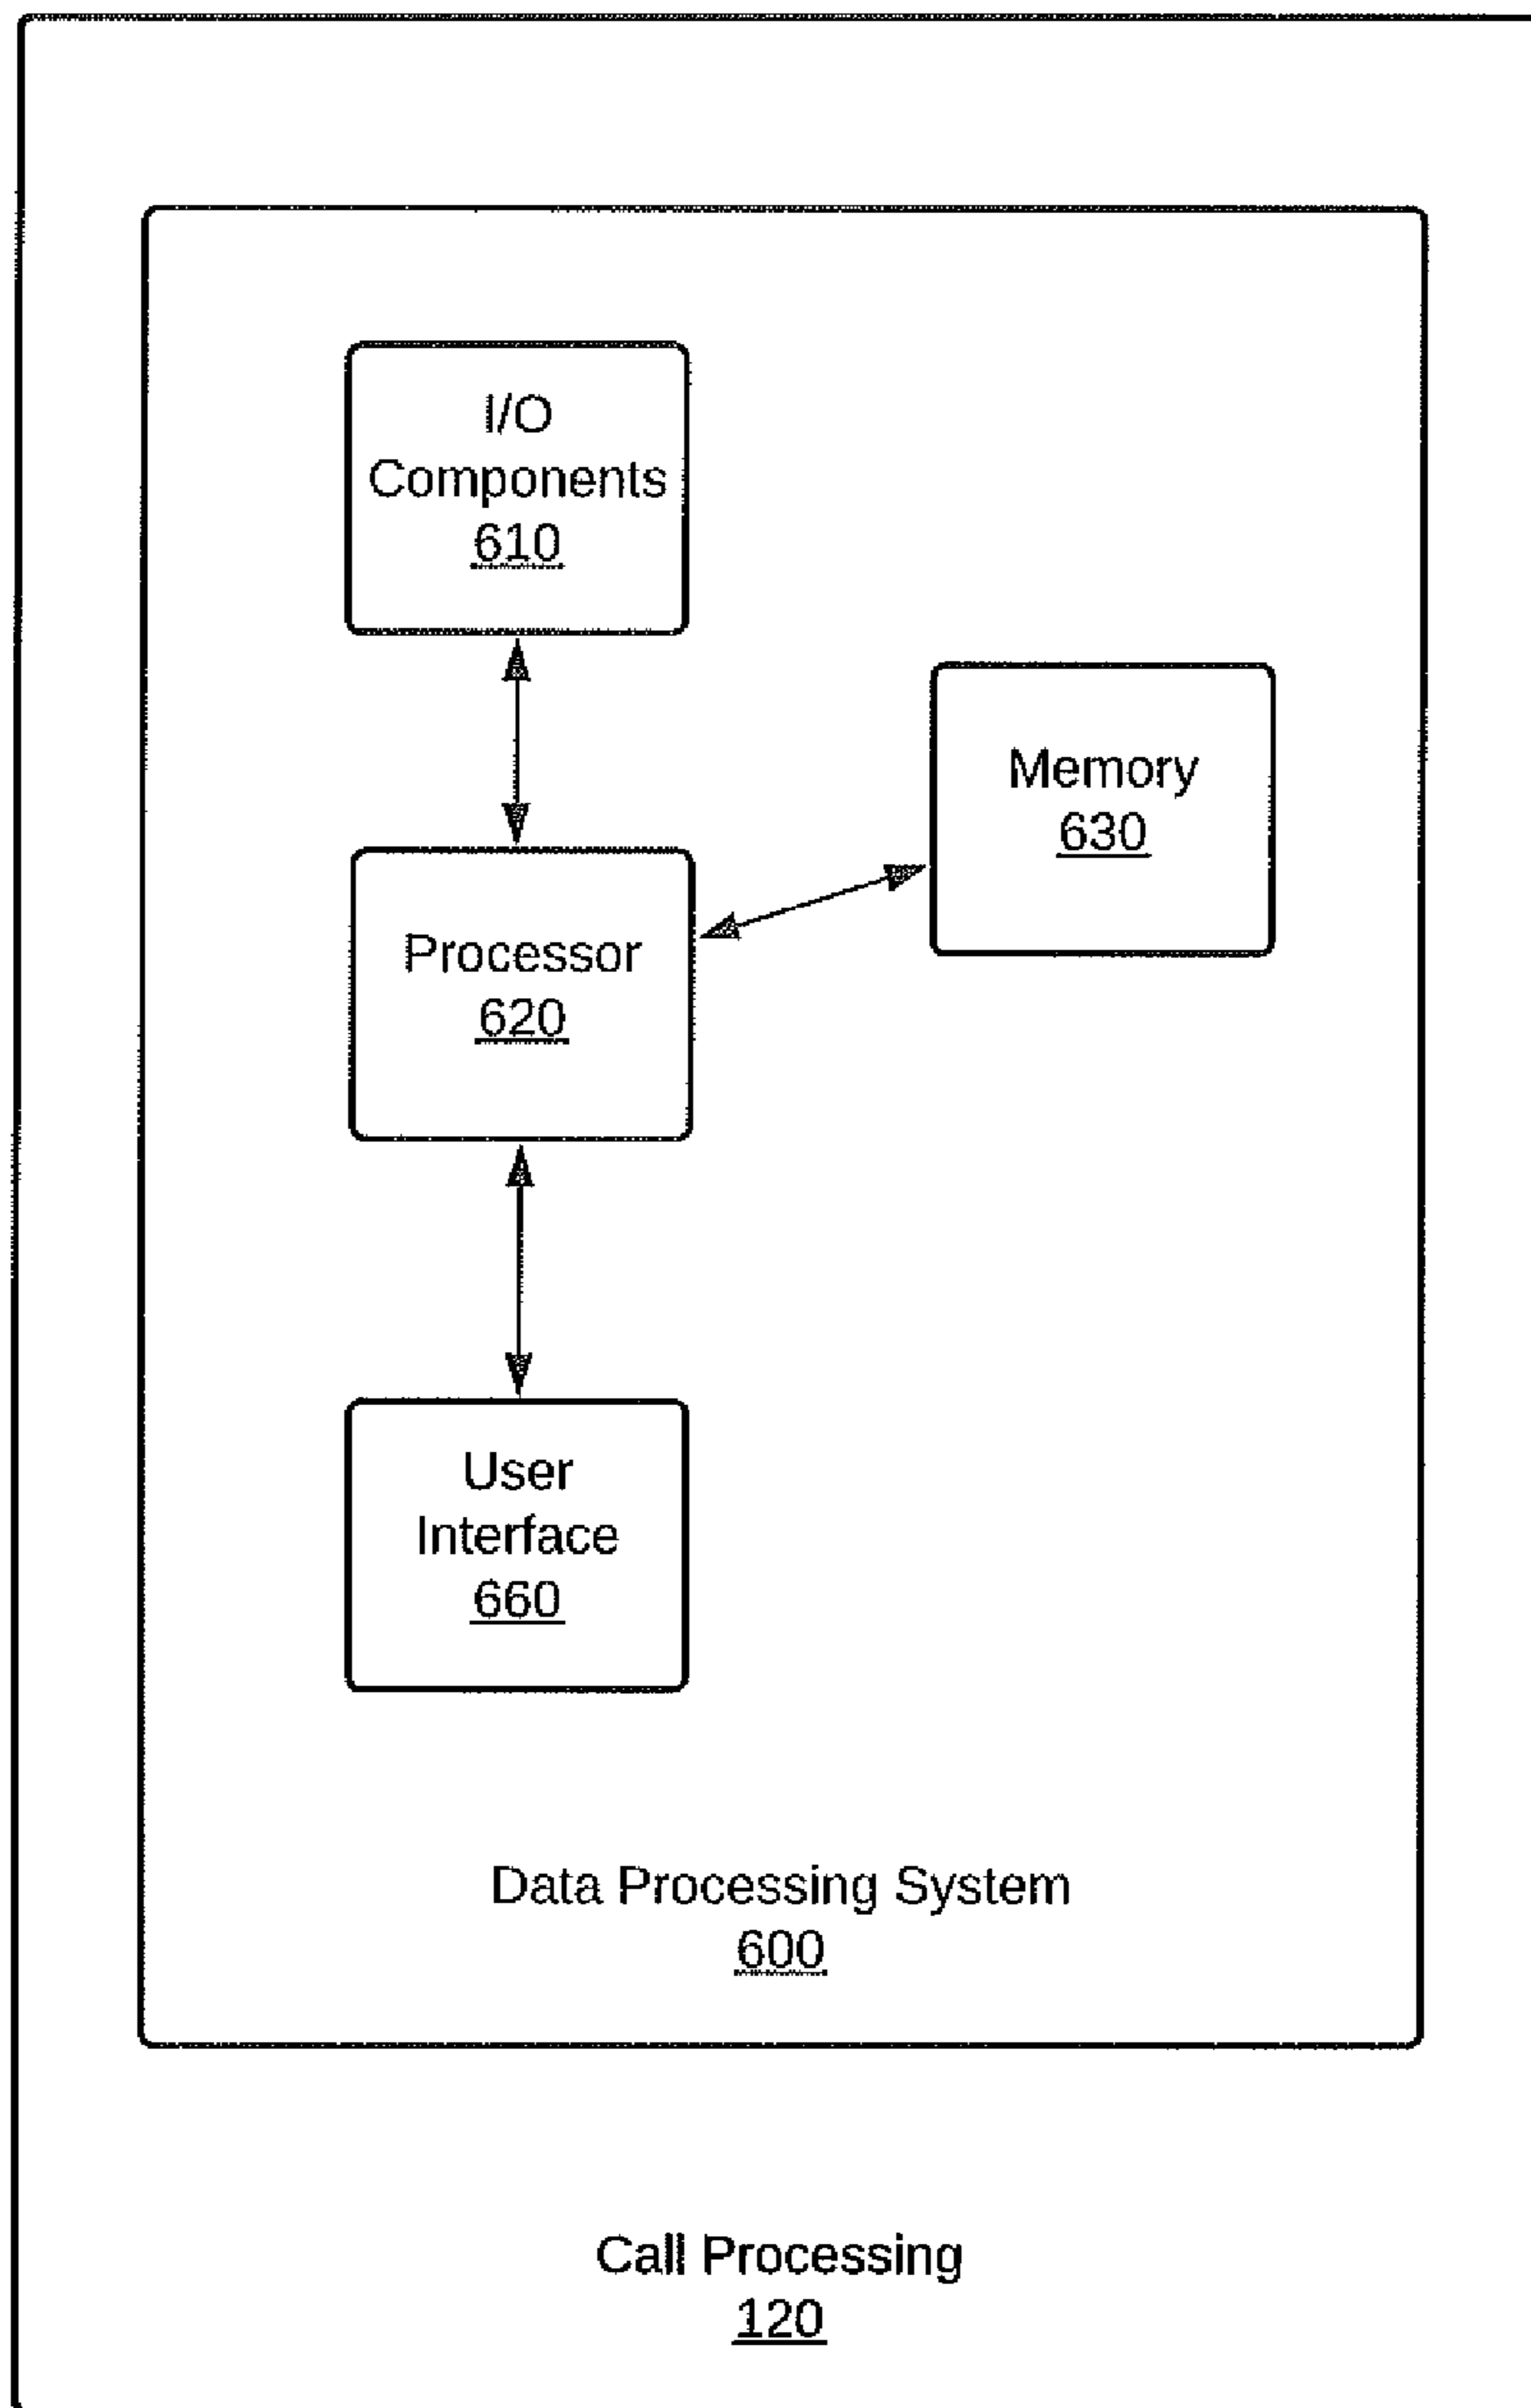 I/O
Components
610
Memory
630
Processor
620
User
Interface
660
Data Processing System
600
Call Processing
120